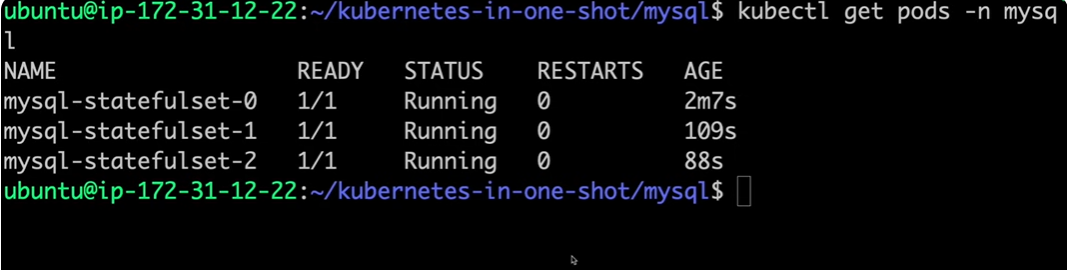 ubuntu@ip-172-31-12-22:~/kubernetes-in-one-shot/mysql$ kubectl get pods -n mysq
l
NAME READY STATUS RESTARTS AGE
mysql-statefulset-0 1/1 Running 0 2m7s
mysql-statefulset-1 1/1 Running 0 109s
mysql-statefulset-2 1/1 Running 0 88s
ubuntu@ip-172-31-12-22:~/kubernetes-in-one-shot/mysql$